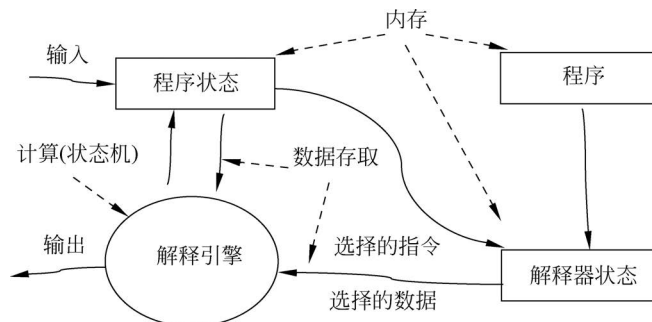 内存
输入
程序状态
程序
计算(状态机)
数据存取
输出
解释引擎
选择的指令
解释器状态
选择的数据